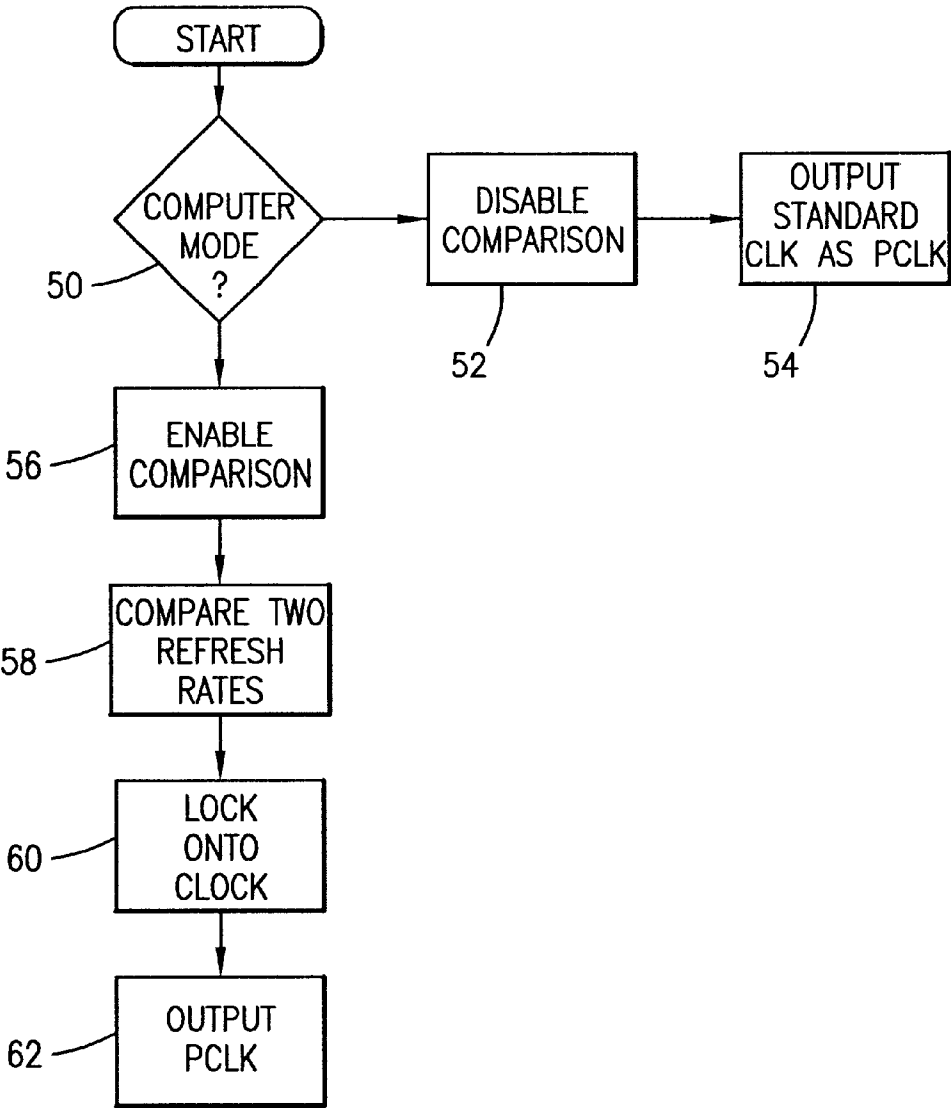 START
COMPUTER
MODE
?
50
DISABLE
COMPARISON
52
OUTPUT
STANDARD
CLK AS PCLK
54
ENABLE
COMPARISON
56
COMPARE TWO
REFRESH
RATES
58
LOCK
ONTO
CLOCK
60
OUTPUT
PCLK
62